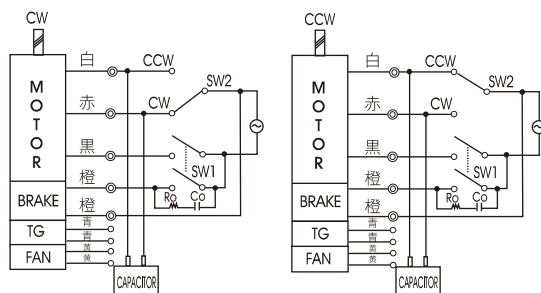 CW
MOTOR
BRAKE
TG
FAN
白
赤
黒
橙
橙
青
青
黄
黄
CCW
CW
SW2
SW1
Ro
Co
CAPACITOR
CCW
MOTOR
BRAKE
TG
FAN
白
赤
黒
橙
橙
青
青
黄
黄
CCW
CW
SW2
SW1
Ro
Co
CAPACITOR